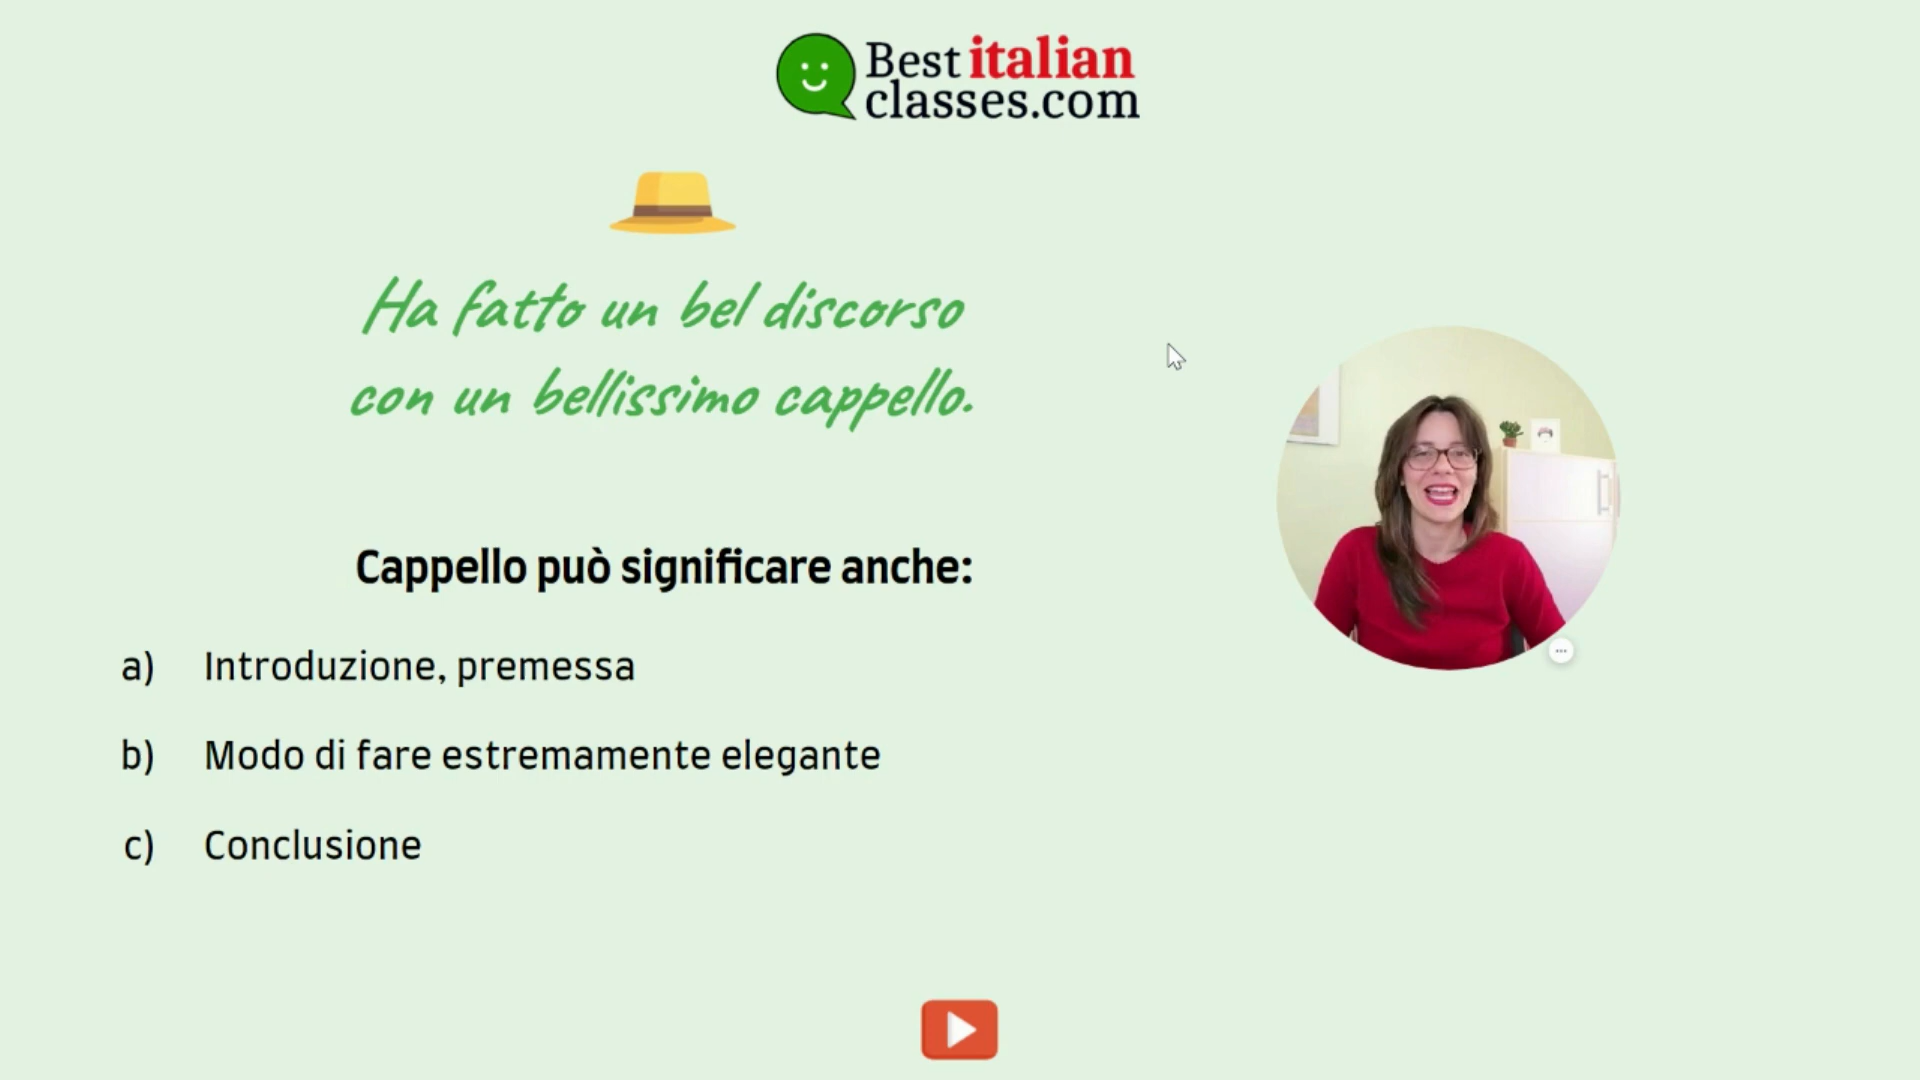 Best italian
classes.com
Ha fatto un bel discorso
con un bellissimo cappello.
Cappello può significare anche:
a) Introduzione, premessa
b) Modo di fare estremamente elegante
c) Conclusione